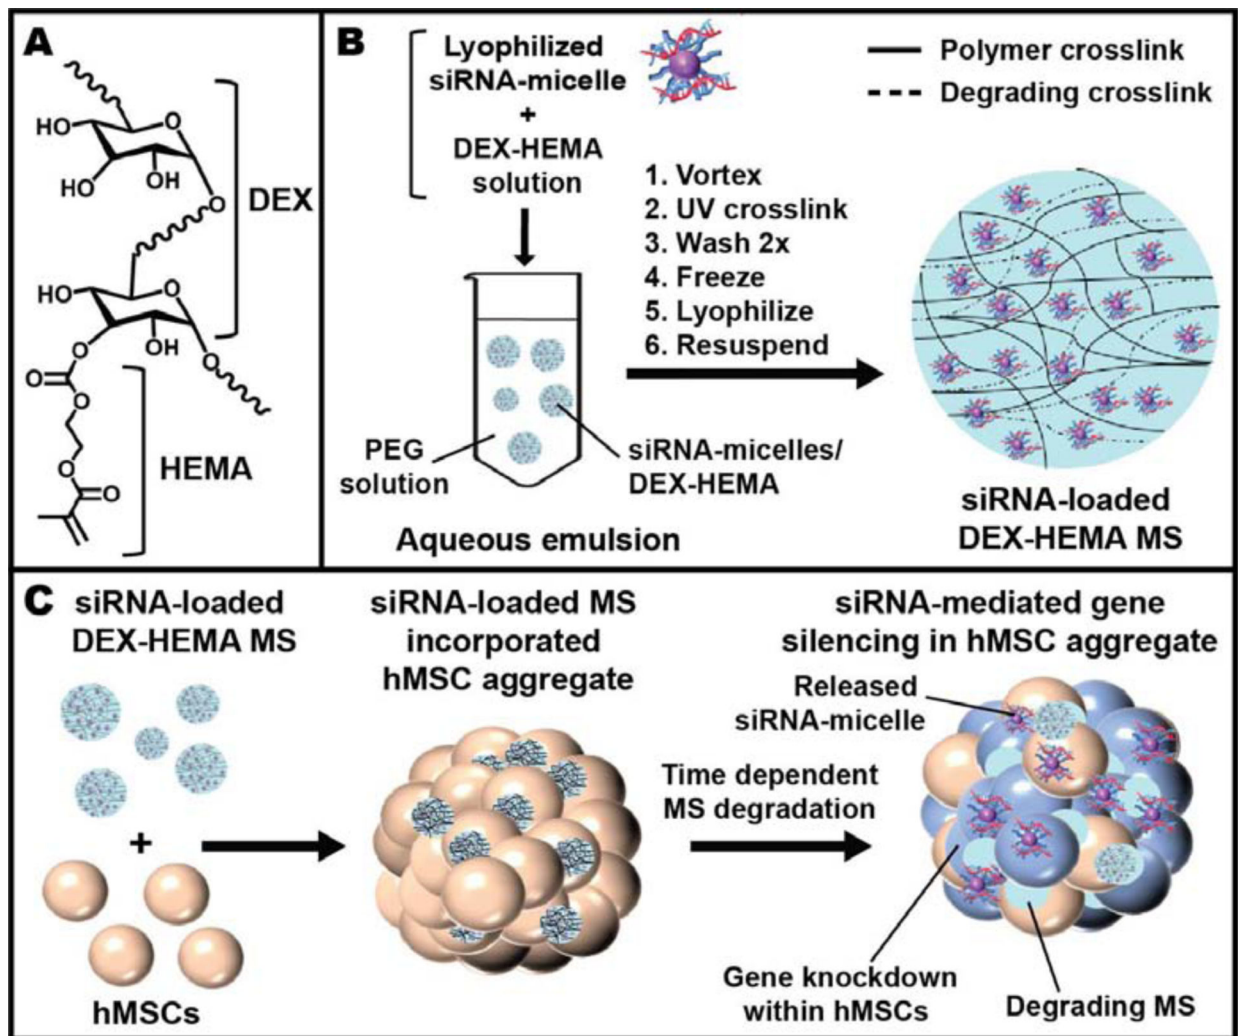 A
HO
O
HO
OH
O
DEX
HO
O
OH
O
O
O
O
HEMA
O
O
B
Lyophilized
siRNA-micelle
+
DEX-HEMA
solution
Polymer crosslink
Degrading crosslink
1. Vortex
2. UV crosslink
3. Wash 2x
4. Freeze
5. Lyophilize
6. Resuspend
PEG
solution
siRNA-micelles/
DEX-HEMA
Aqueous emulsion
siRNA-loaded
DEX-HEMA MS
C
siRNA-loaded
DEX-HEMA MS
+
hMSCs
siRNA-loaded MS
incorporated
hMSC aggregate
Time dependent
MS degradation
siRNA-mediated gene
silencing in hMSC aggregate
Released
siRNA-micelle
Gene knockdown
within hMSCs
Degrading MS